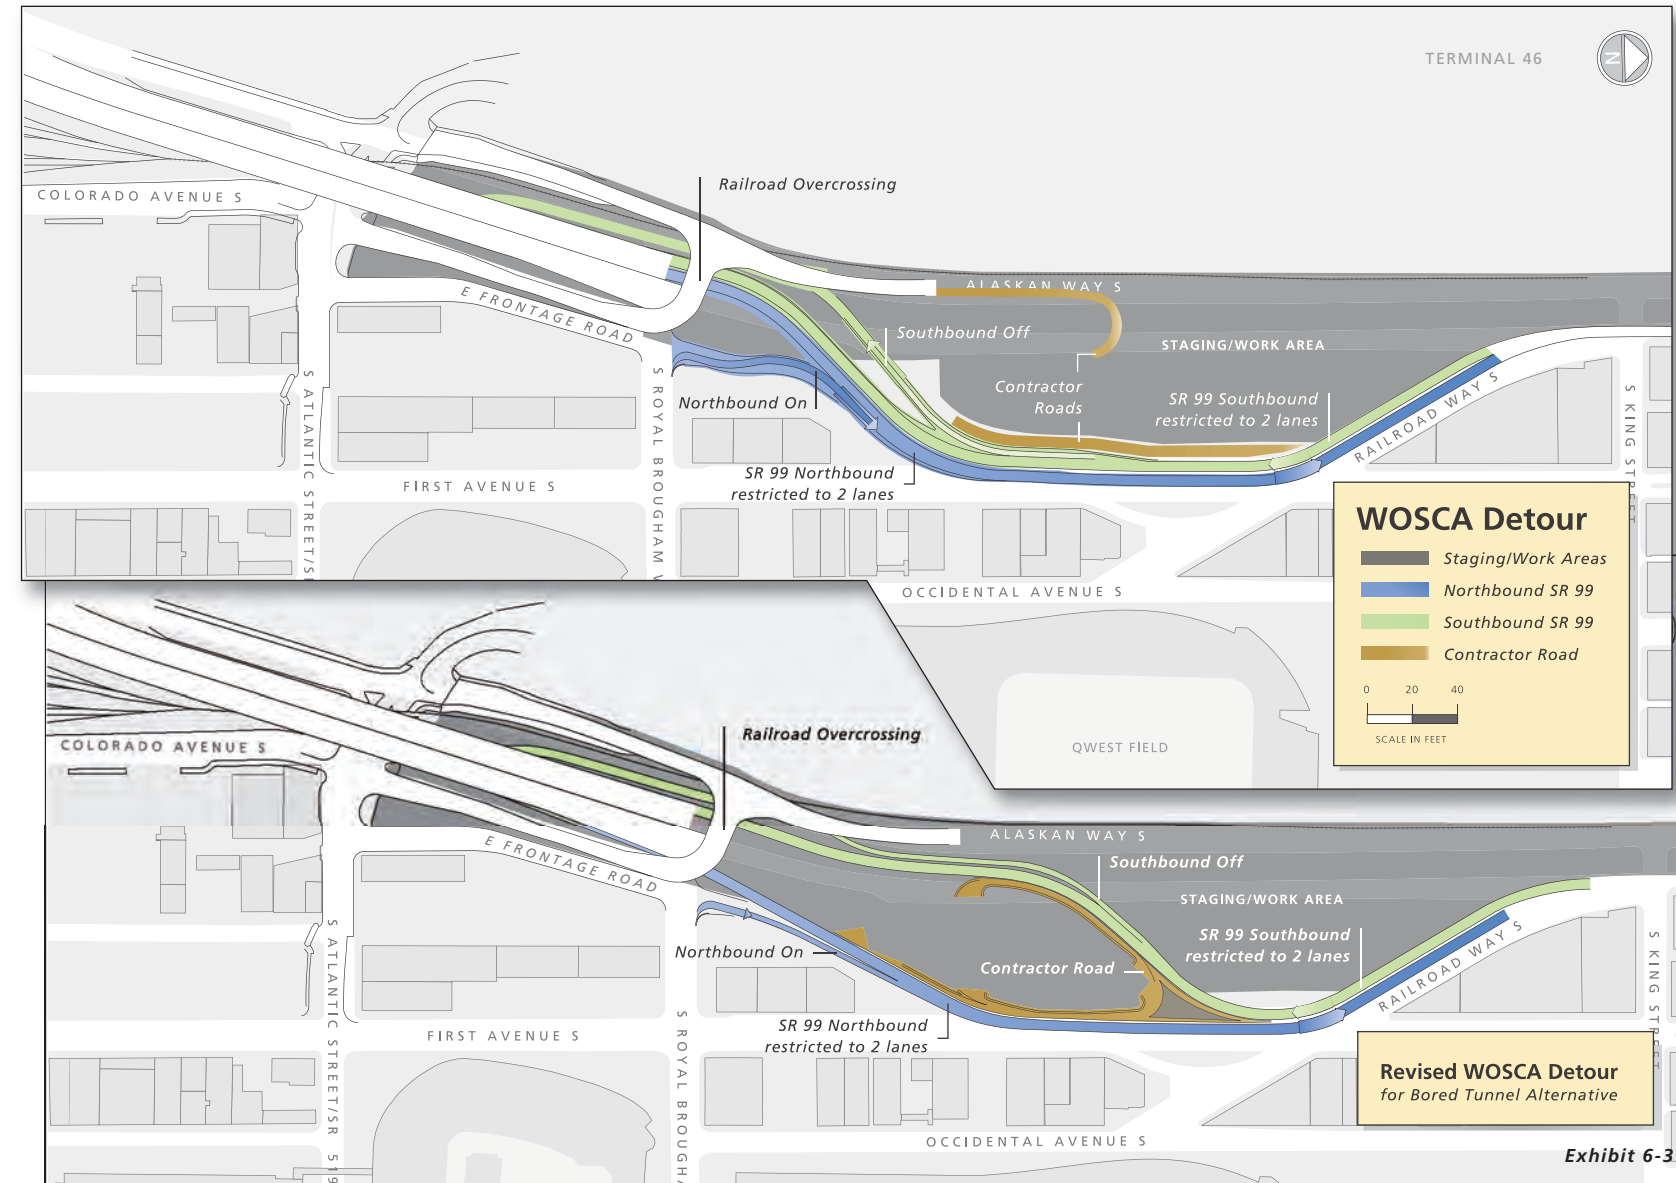 TERMINAL 46
N
COLORADO AVENUE S
Railroad Overcrossing
E FRONTAGE ROAD
ALASKAN WAY S
Southbound Off
STAGING/WORK AREA
Contractor
Roads
Northbound On
SR 99 Southbound
restricted to 2 lanes
RAILROAD WAY S
S KING STREET
S ATLANTIC STREET/S
S ROYAL BROUGHAM
SR 99 Northbound
restricted to 2 lanes
FIRST AVENUE S
OCCIDENTAL AVENUE S
QWEST FIELD
WOSCA Detour
Staging/Work Areas
Northbound SR 99
Southbound SR 99
Contractor Road
0 20 40
SCALE IN FEET
COLORADO AVENUE S
Railroad Overcrossing
E FRONTAGE ROAD
ALASKAN WAY S
Southbound Off
STAGING/WORK AREA
Northbound On
Contractor Road
SR 99 Southbound
restricted to 2 lanes
RAILROAD WAY S
S KING STREET
S ATLANTIC STREET/SR 519
S ROYAL BROUGHA
SR 99 Northbound
restricted to 2 lanes
FIRST AVENUE S
OCCIDENTAL AVENUE S
Revised WOSCA Detour
for Bored Tunnel Alternative
Exhibit 6-3